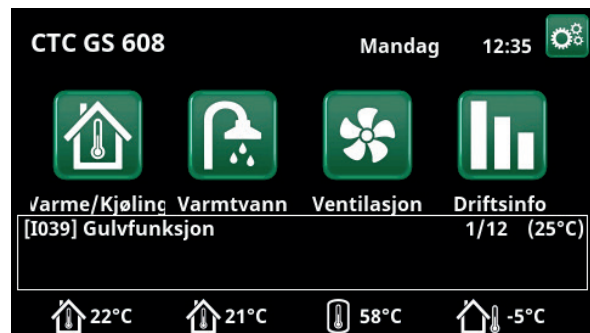 CTC GS 608 Mandag 12:35
Varme/Kjøling Varmtvann Ventilasjon Driftsinfo
[I039] Gulvfunksjon 1/12 (25°C)
22°C 21°C 58°C -5°C